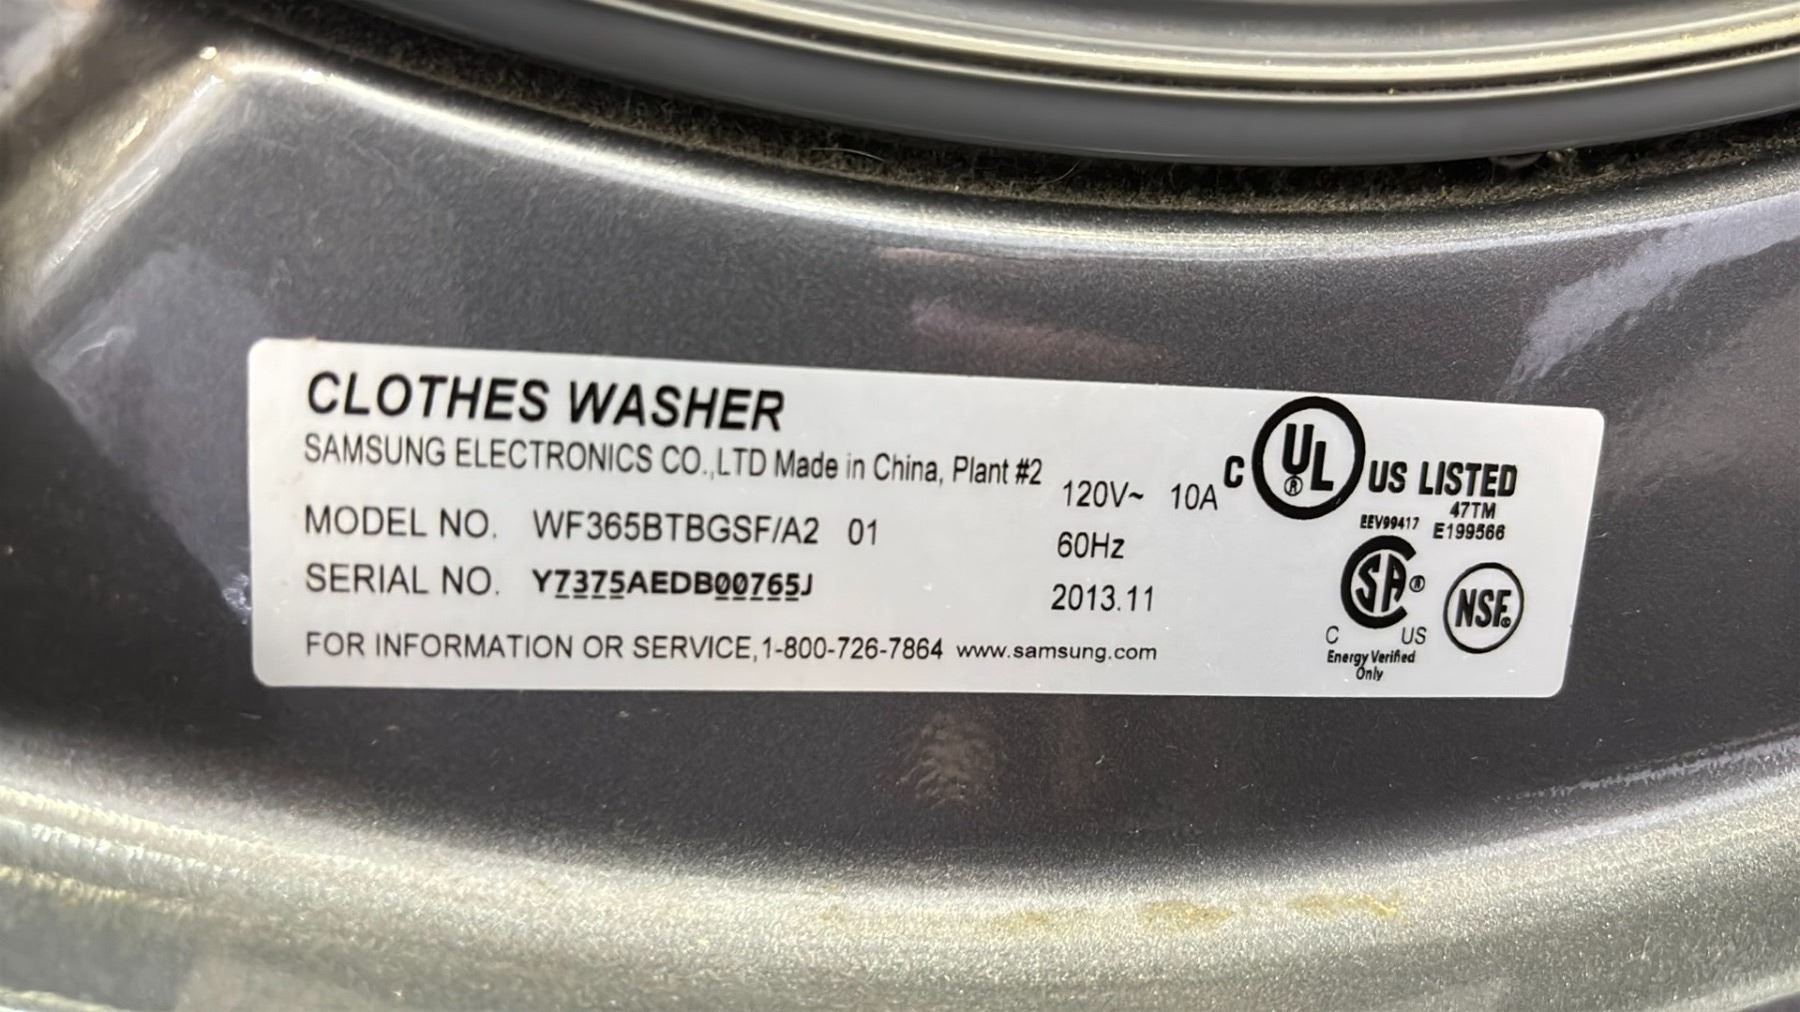 CLOTHES WASHER
SAMSUNG ELECTRONICS CO.,LTD Made in China, Plant #2
MODEL NO. WF365BTBGSF/A2 01
SERIAL NO. Y7375AEDB00765J
FOR INFORMATION OR SERVICE,1-800-726-7864 www.samsung.com
120V~ 10A
60Hz
2013.11
C UL® US LISTED
47TM
EEV99417 E199566
SA®
C US
Energy Verified
Only
NSF®